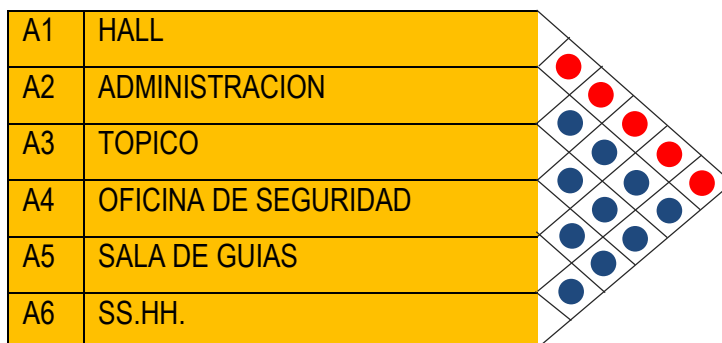 A1 HALL
A2 ADMINISTRACION
A3 TOPICO
A4 OFICINA DE SEGURIDAD
A5 SALA DE GUIAS
A6 SS.HH.